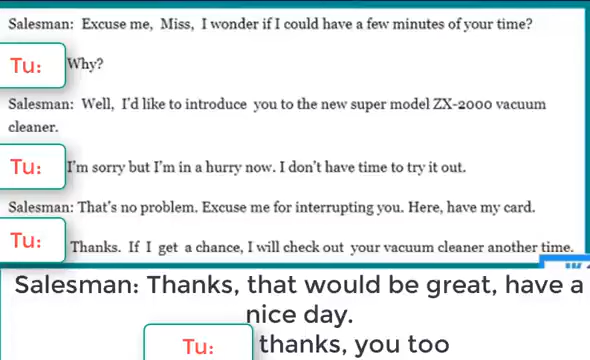 Salesman: Excuse me, Miss, I wonder if I could have a few minutes of your time?
Tu: Why?
Salesman: Well, I'd like to introduce you to the new super model ZX-2000 vacuum
cleaner.
Tu: I'm sorry but I'm in a hurry now. I don't have time to try it out.
Salesman: That's no problem. Excuse me for interrupting you. Here, have my card.
Tu: Thanks. If I get a chance, I will check out your vacuum cleaner another time.
Salesman: Thanks, that would be great, have a
nice day.
Tu: thanks, you too